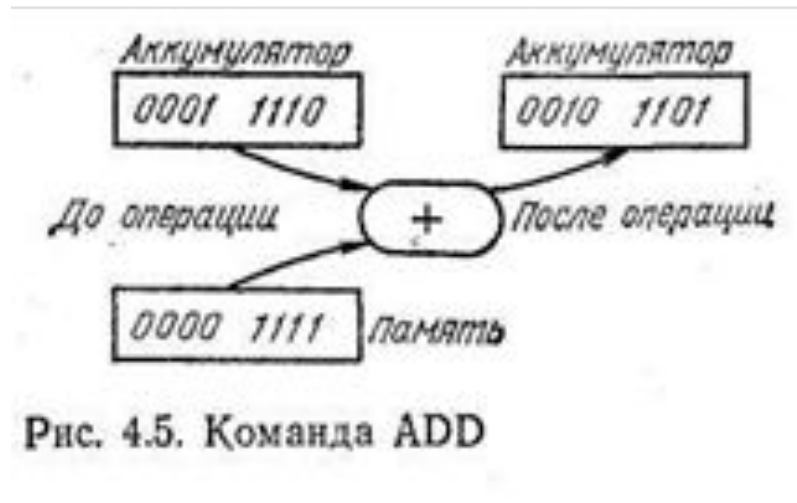 Аккумулятор Аккумулятор
0001 1110 0010 1101
До операции + После операции
0000 1111 Память
Рис. 4.5. Команда ADD